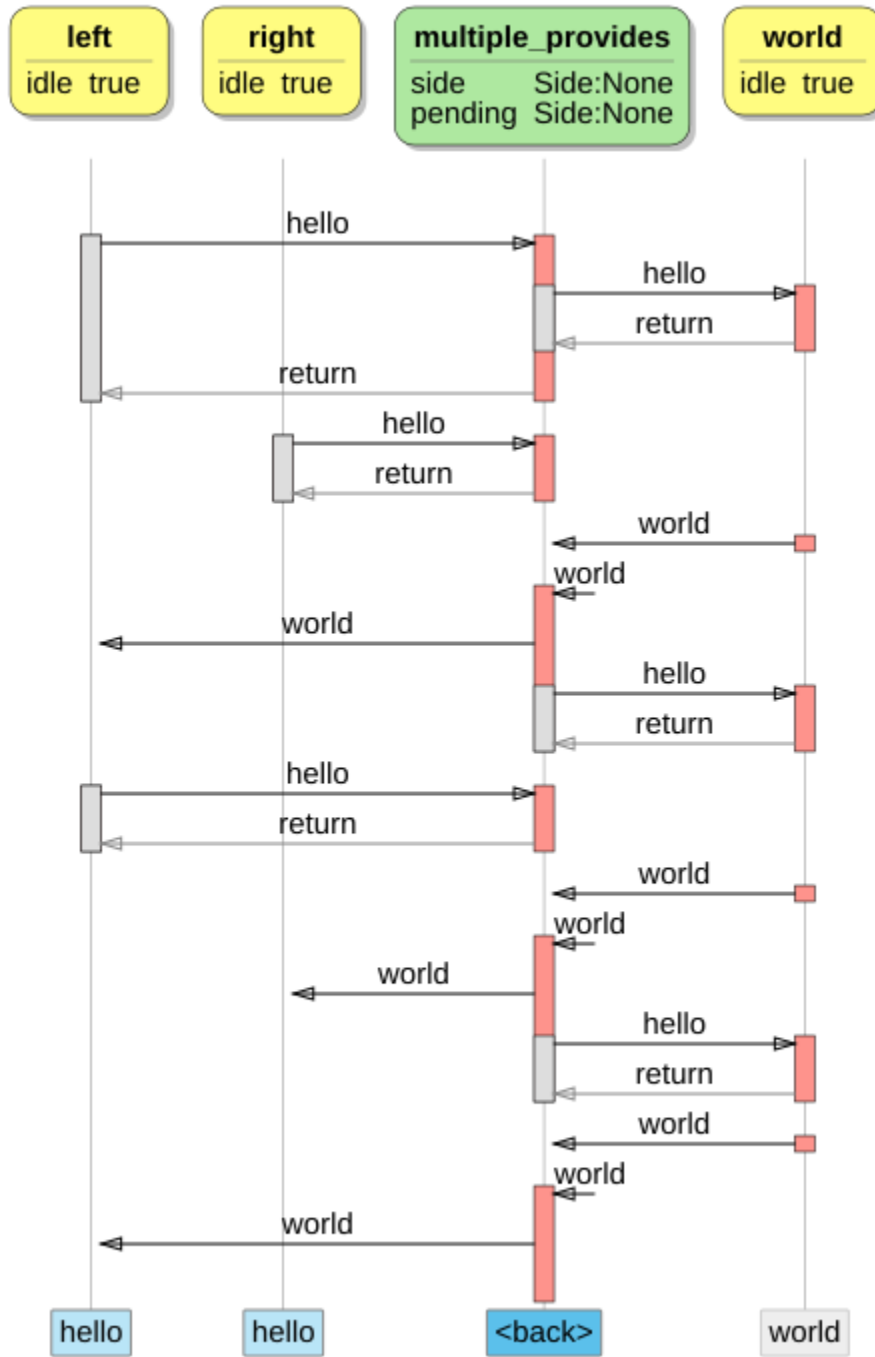 left
idle true
right
idle true
multiple_provides
side Side:None
pending Side:None
world
idle true
hello
hello
return
return
hello
return
world
world
world
hello
return
hello
return
world
world
world
hello
return
world
world
world
hello
hello
<back>
world